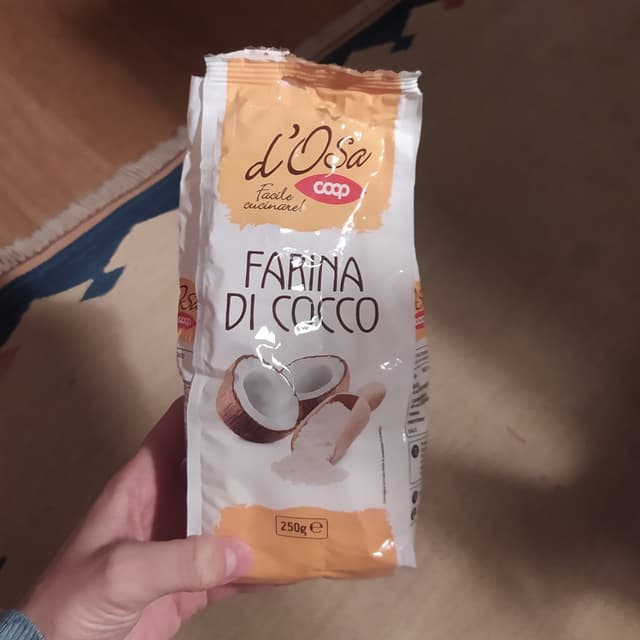 d'Osa
coop
Facile
cucinare!
FARINA
DI COCCO
250g ℮